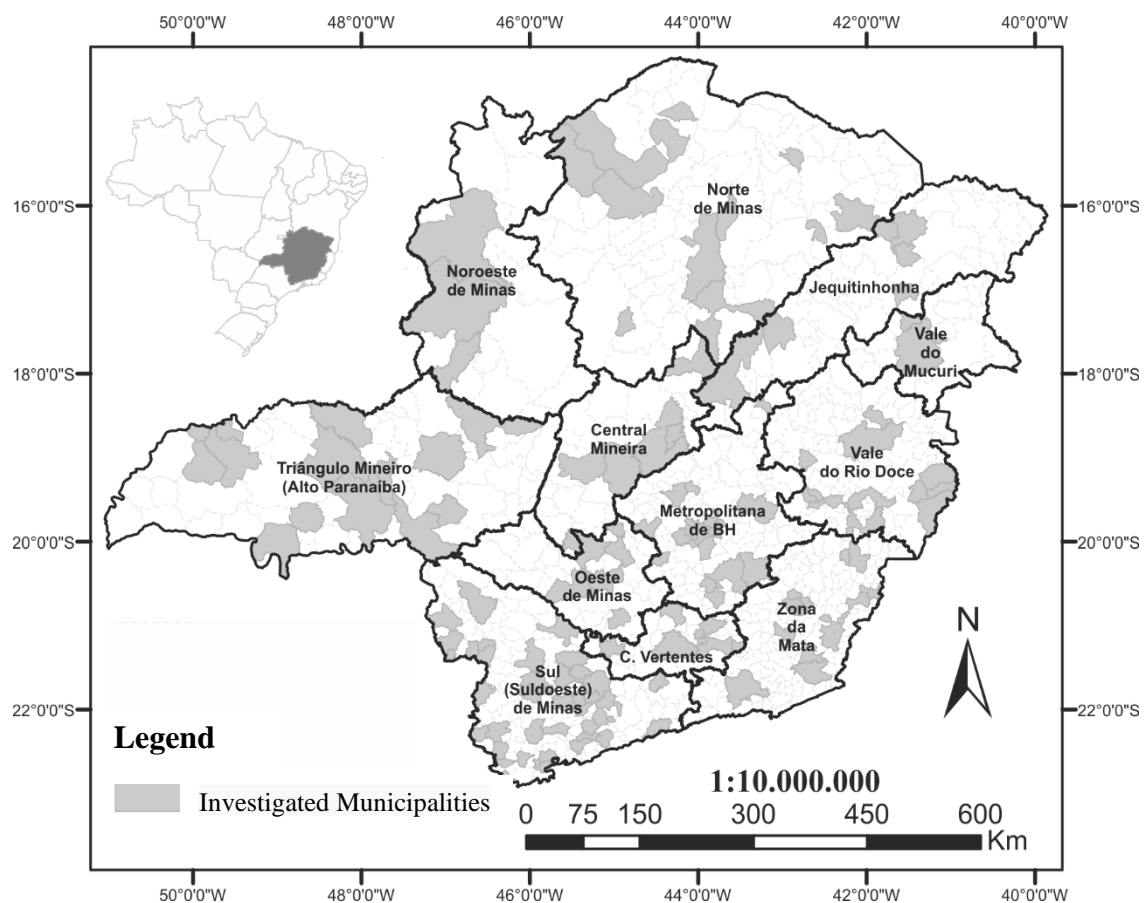 50°0'0"W 48°0'0"W 46°0'0"W 44°0'0"W 42°0'0"W 40°0'0"W
16°0'0"S 16°0'0"S
Norte
de Minas
Noroeste
de Minas
Jequitinhonha
Vale
do
Mucuri
18°0'0"S 18°0'0"S
Central
Mineira
Triângulo Mineiro
(Alto Paranaíba)
Vale
do Rio Doce
Metropolitana
de BH
20°0'0"S 20°0'0"S
Oeste
de Minas
Zona
da
Mata
C. Vertentes
Sul
(Suldoeste)
de Minas
N
22°0'0"S 22°0'0"S
Legend
Investigated Municipalities
1:10.000.000
0 75 150 300 450 600
Km
50°0'0"W 48°0'0"W 46°0'0"W 44°0'0"W 42°0'0"W 40°0'0"W